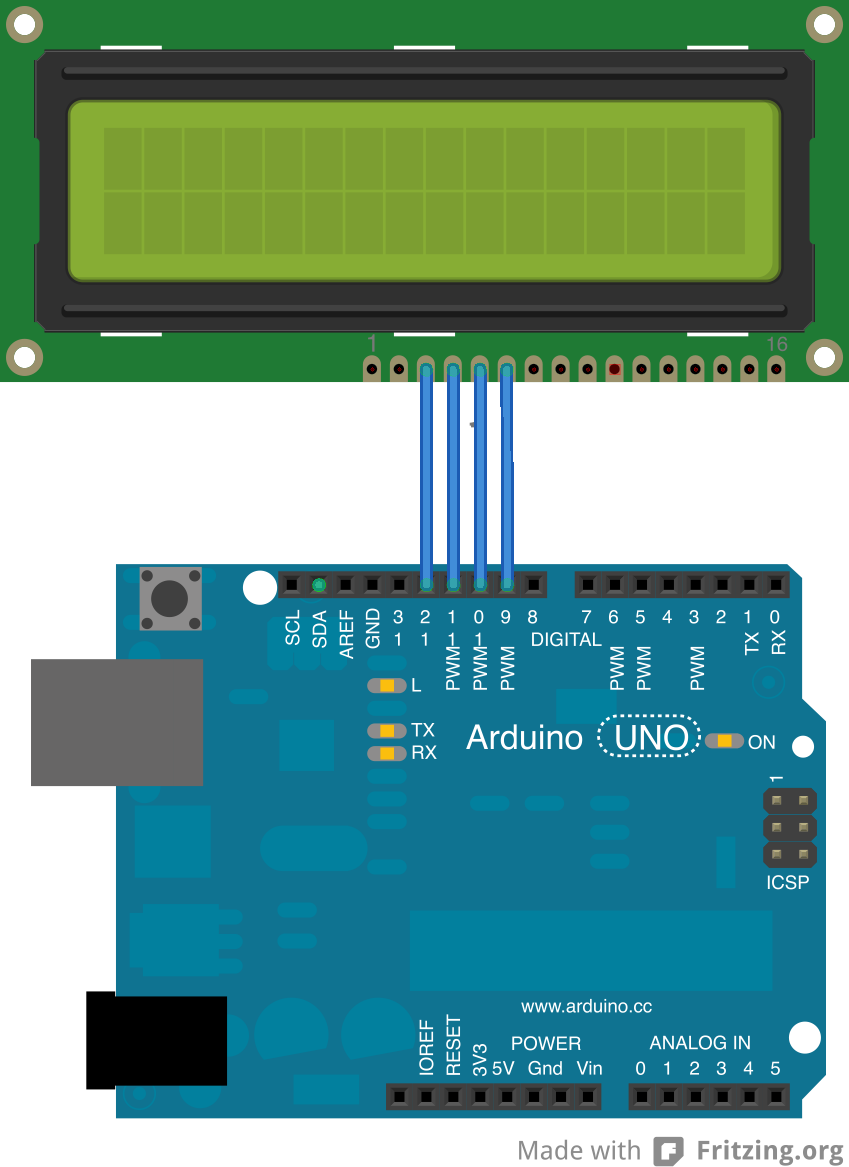 1 16
SCL SDA AREF GND 13 12 11 10 9 8 7 6 5 4 3 2 1 0
PWM PWM PWM DIGITAL PWM PWM PWM TX RX
L
TX
RX
Arduino UNO ON
1
ICSP
www.arduino.cc
POWER ANALOG IN
IOREF RESET 3V3 5V Gnd Vin 0 1 2 3 4 5
Made with Fritzing.org